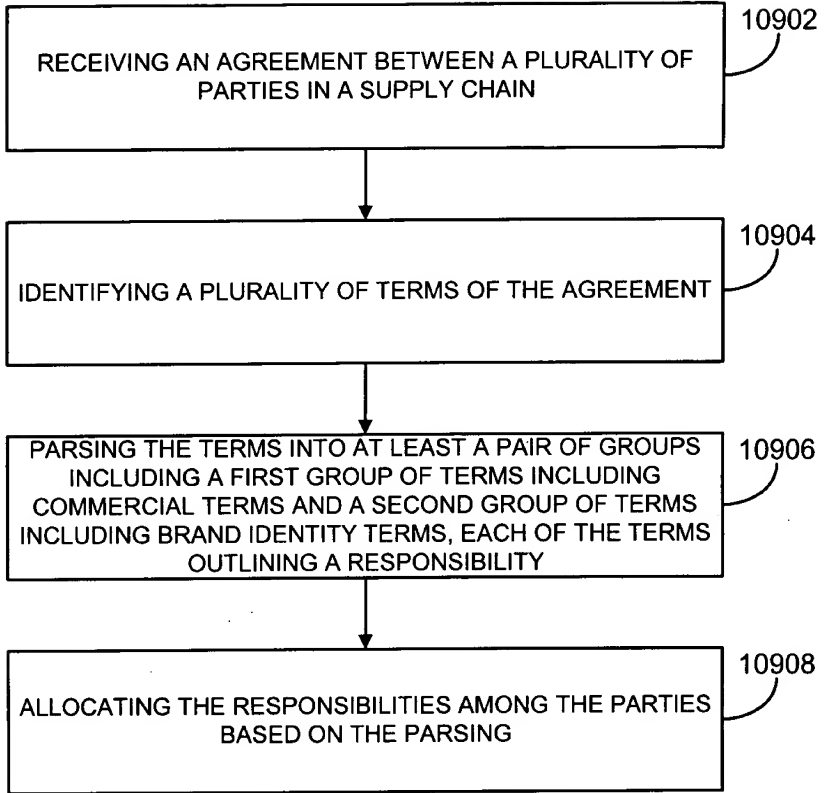 10902
RECEIVING AN AGREEMENT BETWEEN A PLURALITY OF
PARTIES IN A SUPPLY CHAIN
10904
IDENTIFYING A PLURALITY OF TERMS OF THE AGREEMENT
10906
PARSING THE TERMS INTO AT LEAST A PAIR OF GROUPS
INCLUDING A FIRST GROUP OF TERMS INCLUDING
COMMERCIAL TERMS AND A SECOND GROUP OF TERMS
INCLUDING BRAND IDENTITY TERMS, EACH OF THE TERMS
OUTLINING A RESPONSIBILITY
10908
ALLOCATING THE RESPONSIBILITIES AMONG THE PARTIES
BASED ON THE PARSING